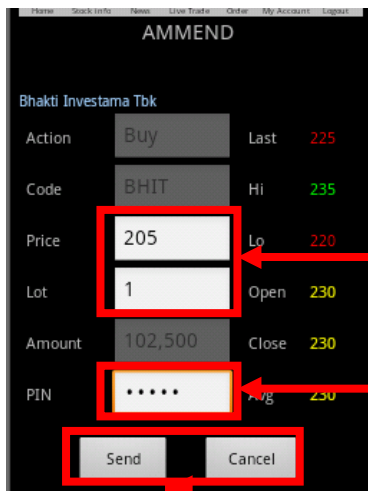 Home Stock info News Live Trade Order My Account Logout
AMMEND
Bhakti Investama Tbk
Action Buy Last 225
Code BHIT Hi 235
Price 205 Lo 220
Lot 1 Open 230
Amount 102,500 Close 230
PIN ••••• Avg 230
Send Cancel